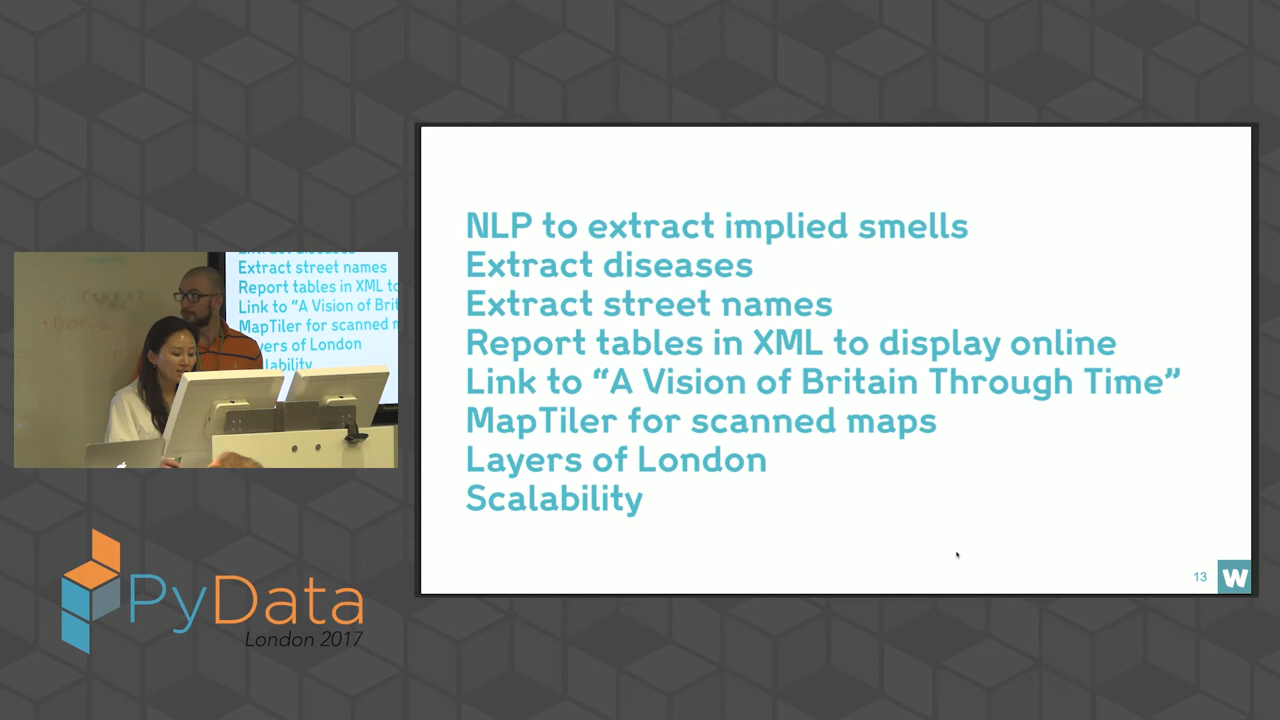 NLP to extract implied smells
Extract diseases
Extract street names
Report tables in XML to display online
Link to “A Vision of Britain Through Time”
MapTiler for scanned maps
Layers of London
Scalability
13
W
Extract street names
Report tables in XML to
Link to “A Vision of Brit
MapTiler for scanned m
yers of London
lability
PyData
London 2017